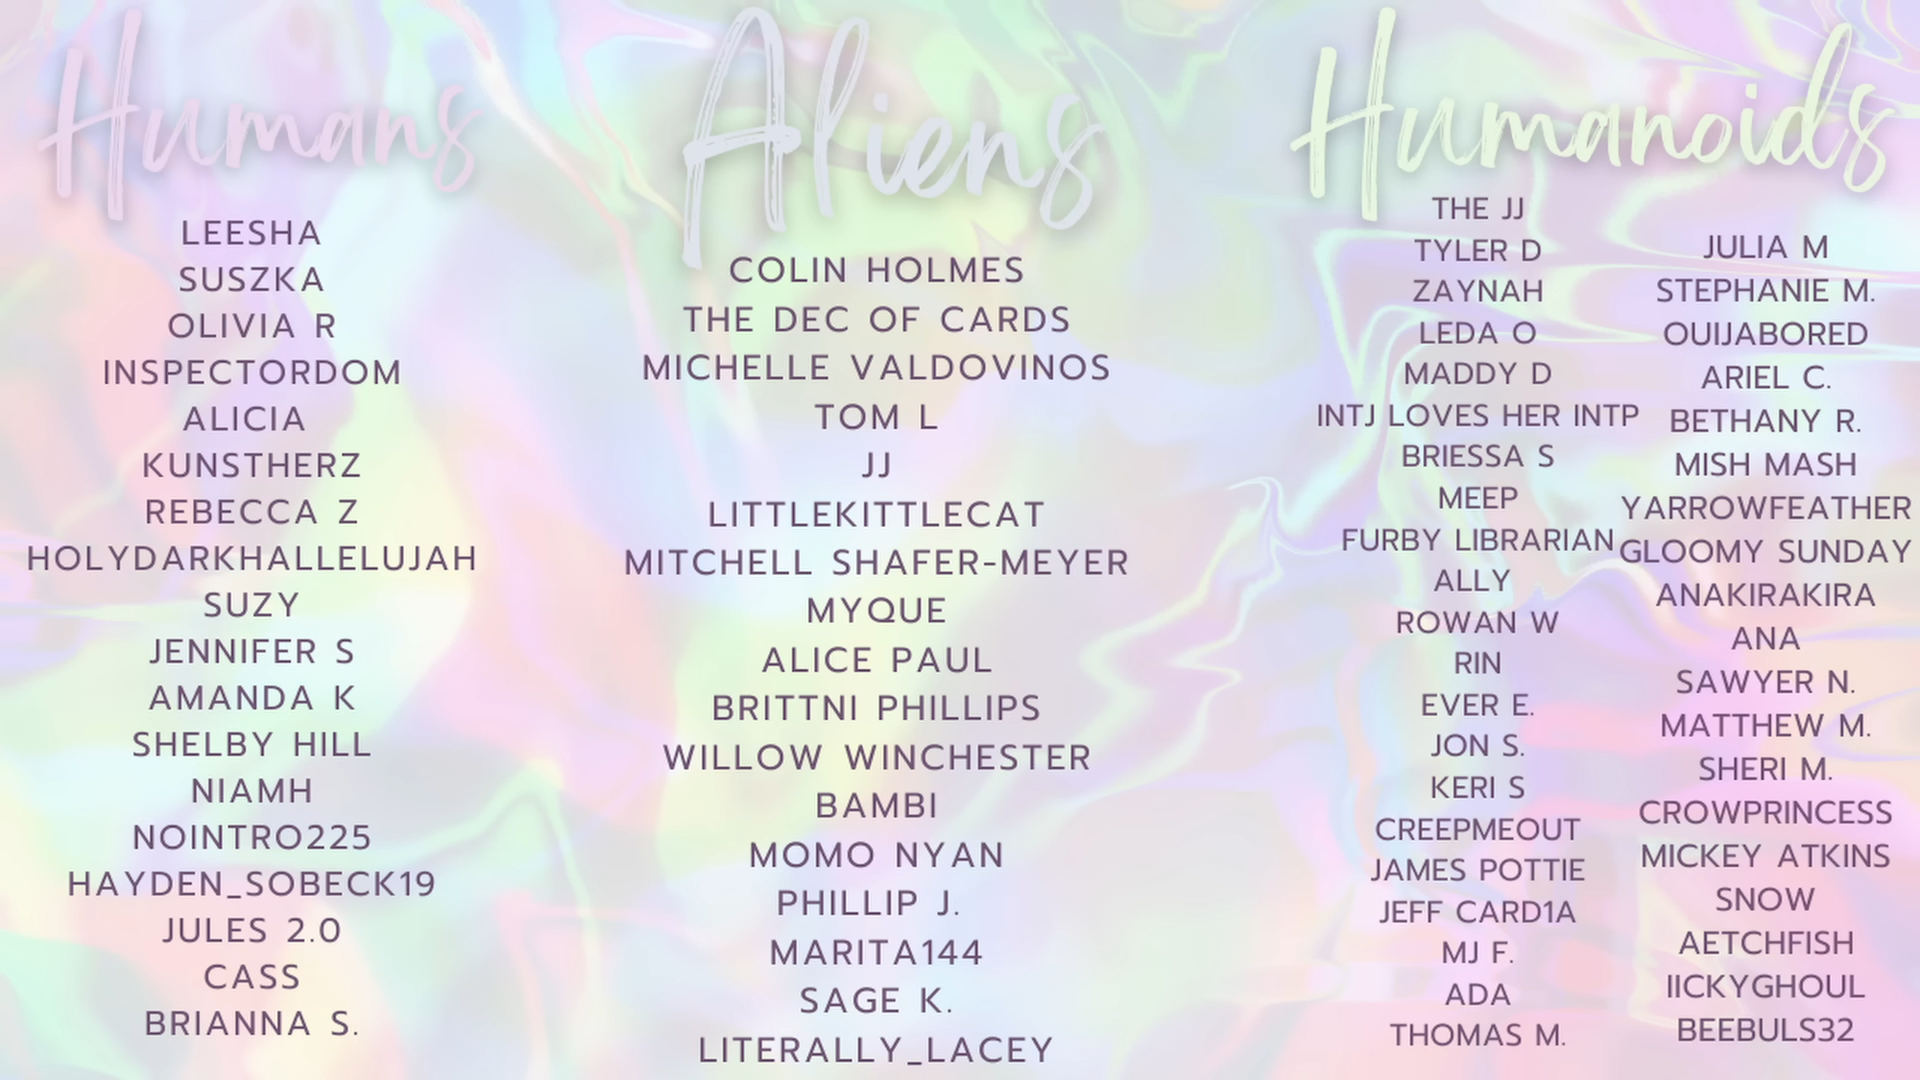 Humans
LEESHA
SUSZKA
OLIVIA R
INSPECTORDOM
ALICIA
KUNSTHERZ
REBECCA Z
HOLYDARKHALLELUJAH
SUZY
JENNIFER S
AMANDA K
SHELBY HILL
NIAMH
NOINTRO225
HAYDEN_SOBECK19
JULES 2.0
CASS
BRIANNA S.
Aliens
COLIN HOLMES
THE DEC OF CARDS
MICHELLE VALDOVINOS
TOM L
JJ
LITTLEKITTLECAT
MITCHELL SHAFER-MEYER
MYQUE
ALICE PAUL
BRITTNI PHILLIPS
WILLOW WINCHESTER
BAMBI
MOMO NYAN
PHILLIP J.
MARITA144
SAGE K.
LITERALLY_LACEY
Humanoids
THE JJ
TYLER D
ZAYNAH
LEDA O
MADDY D
INTJ LOVES HER INTP
BRIESSA S
MEEP
FURBY LIBRARIAN
ALLY
ROWAN W
RIN
EVER E.
JON S.
KERI S
CREEPMEOUT
JAMES POTTIE
JEFF CARD1A
MJ F.
ADA
THOMAS M.
JULIA M
STEPHANIE M.
OUIJABORED
ARIEL C.
BETHANY R.
MISH MASH
YARROWFEATHER
GLOOMY SUNDAY
ANAKIRAKIRA
ANA
SAWYER N.
MATTHEW M.
SHERI M.
CROWPRINCESS
MICKEY ATKINS
SNOW
AETCHFISH
IICKYGHOUL
BEEBULS32